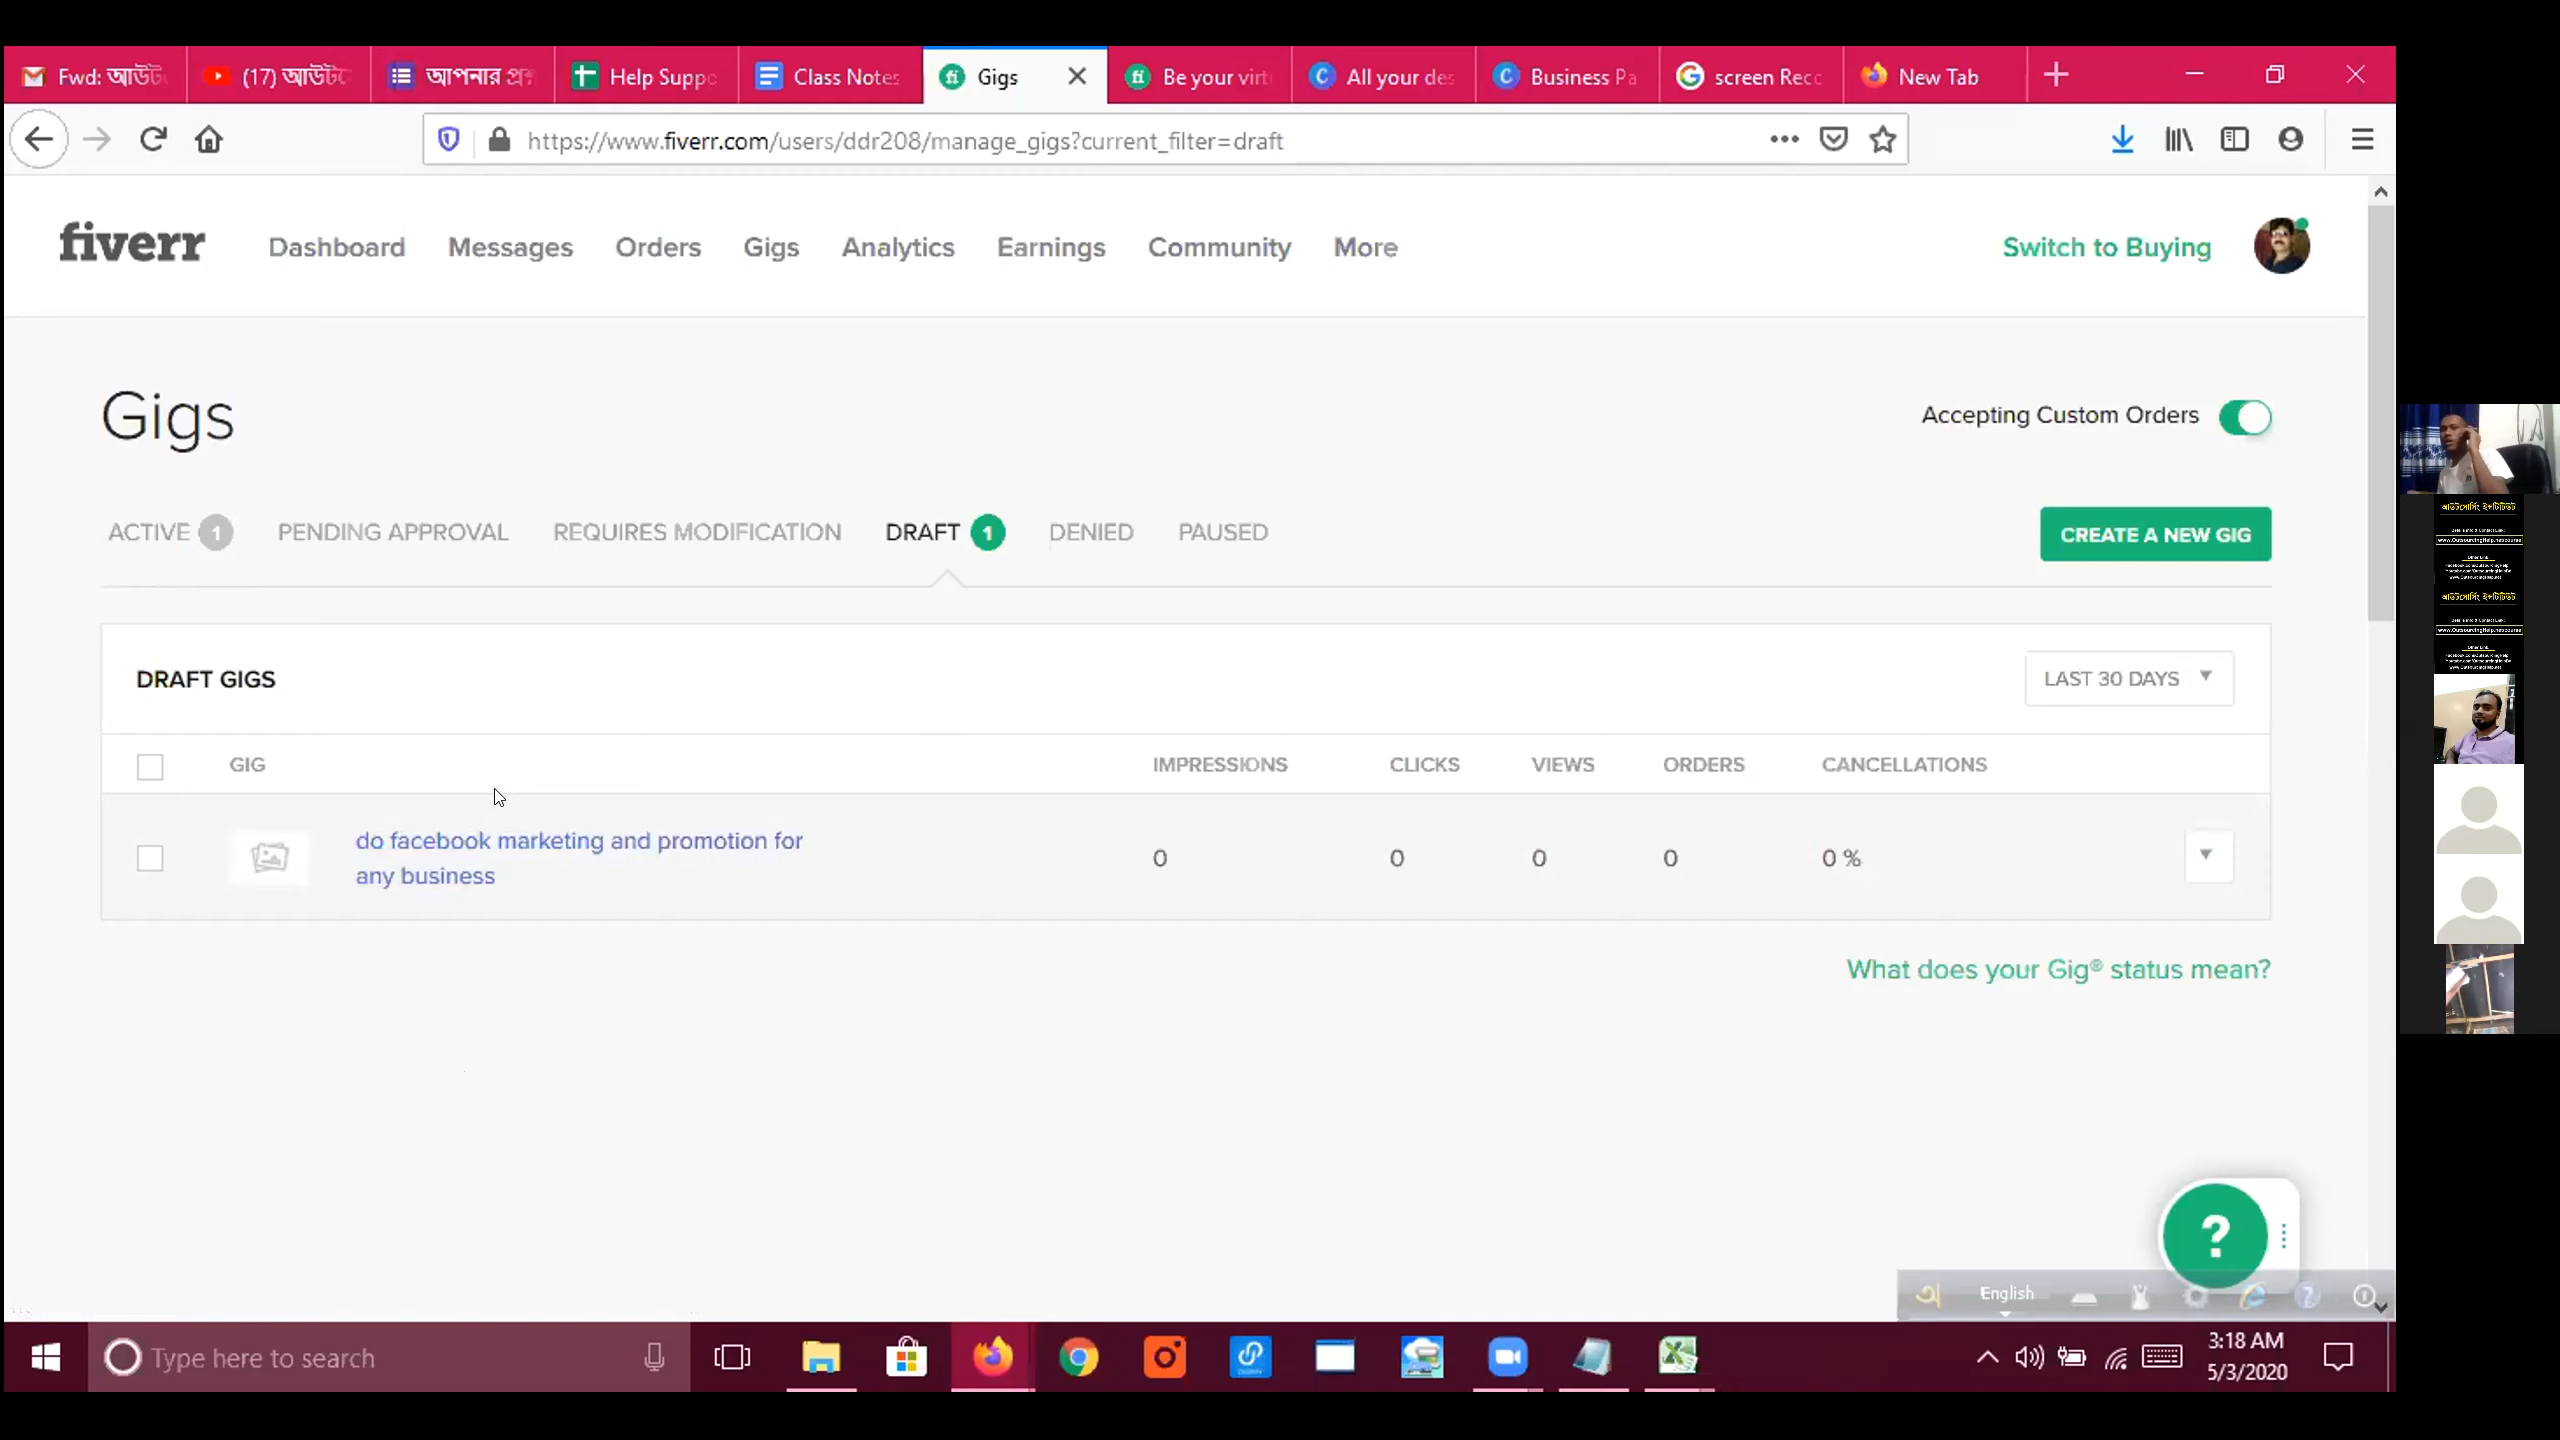 Fwd: আউট
(17) আউটসে
আপনার প্রশ্ন
Help Suppo
Class Notes
Gigs
Be your virt
All your des
Business Pa
screen Reco
New Tab
https://www.fiverr.com/users/ddr208/manage_gigs?current_filter=draft
fiverr
Dashboard
Messages
Orders
Gigs
Analytics
Earnings
Community
More
Switch to Buying
Gigs
Accepting Custom Orders
ACTIVE 1
PENDING APPROVAL
REQUIRES MODIFICATION
DRAFT 1
DENIED
PAUSED
CREATE A NEW GIG
DRAFT GIGS
LAST 30 DAYS
GIG
IMPRESSIONS
CLICKS
VIEWS
ORDERS
CANCELLATIONS
do facebook marketing and promotion for
any business
0
0
0
0
0 %
What does your Gig® status mean?
?
English
Type here to search
3:18 AM
5/3/2020